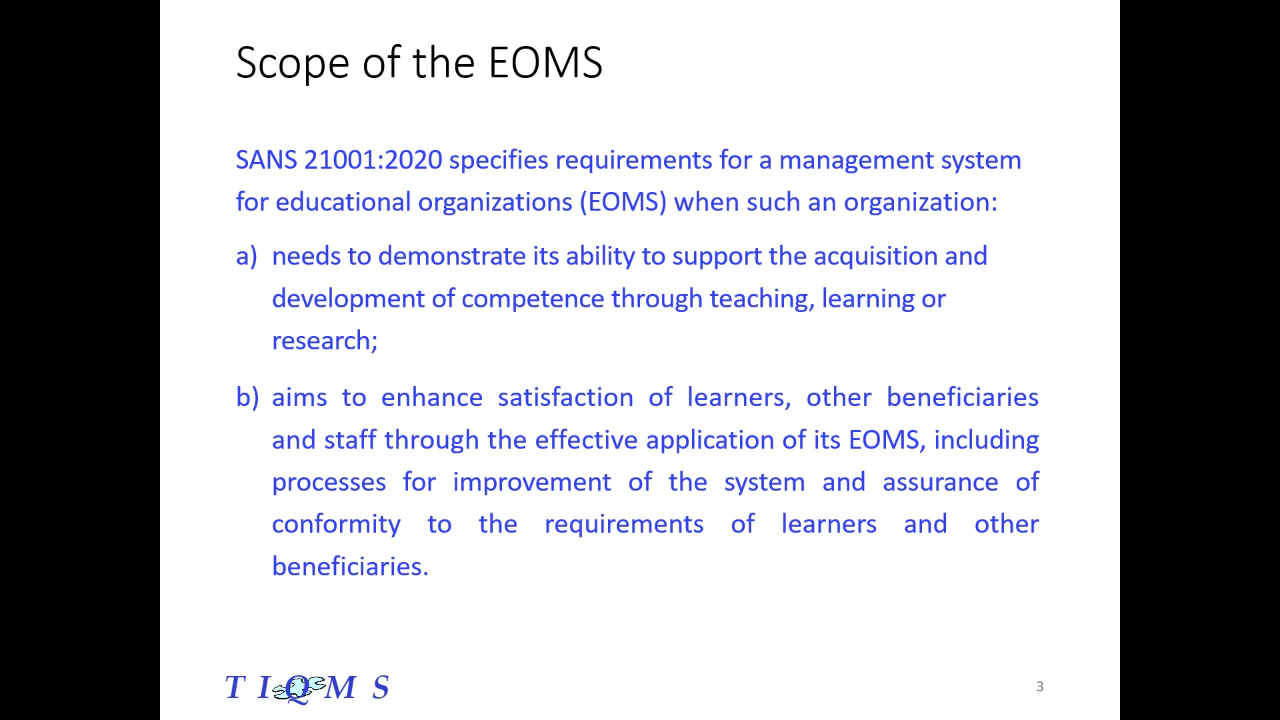 Scope of the EOMS
SANS 21001:2020 specifies requirements for a management system
for educational organizations (EOMS) when such an organization:
a) needs to demonstrate its ability to support the acquisition and
development of competence through teaching, learning or
research;
b) aims to enhance satisfaction of learners, other beneficiaries
and staff through the effective application of its EOMS, including
processes for improvement of the system and assurance of
conformity to the requirements of learners and other
beneficiaries.
T I Q M S
3